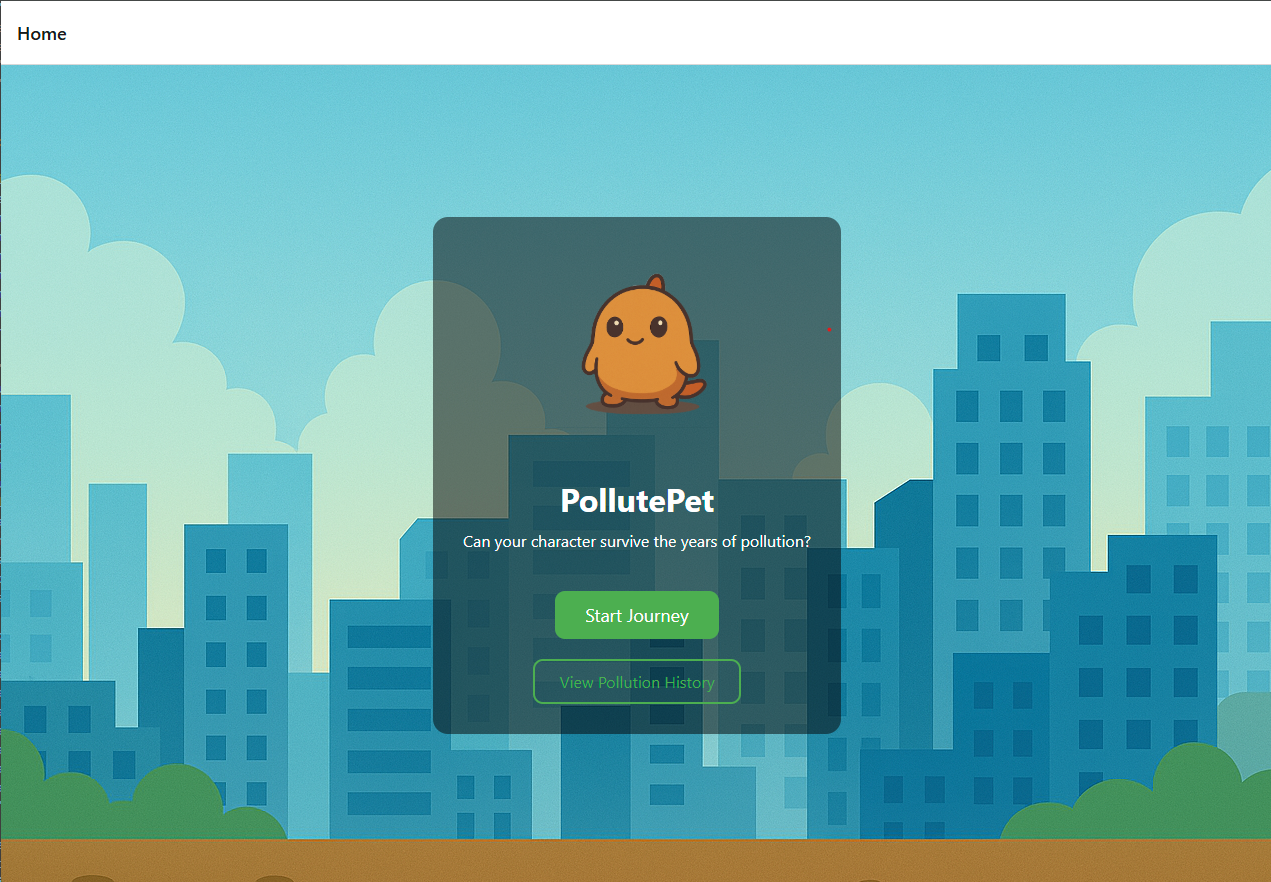 Home
PollutePet
Can your character survive the years of pollution?
Start Journey
View Pollution History